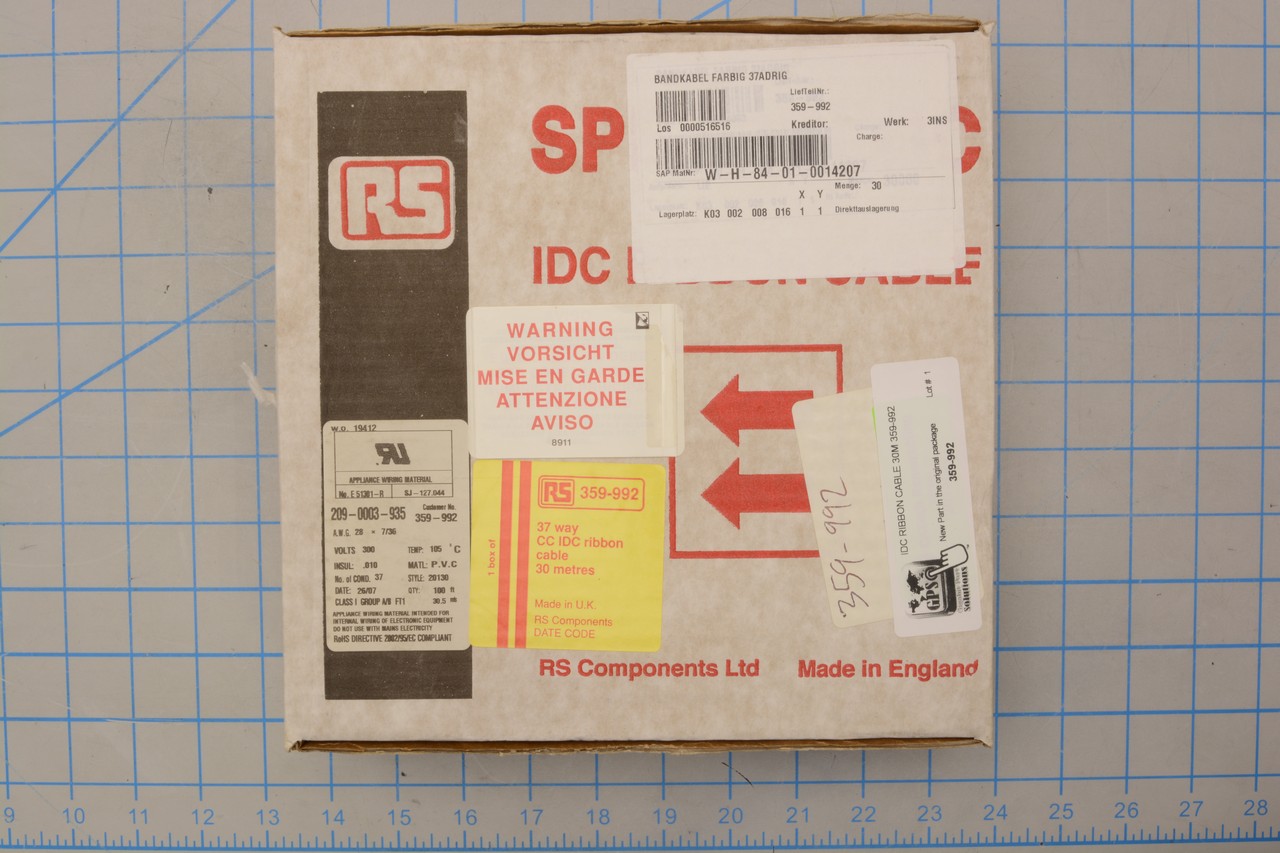 BANDKABEL FARBIG 37ADRIG
LiefTeilNr.:
359-992
Los 0000516516
Kreditor:
Werk: 3INS
Charge:
SAP MatNr: W-H-84-01-0014207
Menge: 30
X Y
Lagerplatz: K03 002 008 016 1 1 Direktauslagerung
SP C
IDC RIBBON CABLE
RS
WARNING
VORSICHT
MISE EN GARDE
ATTENZIONE
AVISO
8911
W.O. 19412
APPLIANCE WIRING MATERIAL
No. E 51301-R SJ-127.044
209-0003-935
Customer No.
359-992
A.W.G. 28 - 7/36
VOLTS 300 TEMP: 105 °C
INSUL: .010 MATL: P.V.C
No. of COND. 37 STYLE: 20130
DATE: 26/07 QTY: 100 ft
30.5 mt
CLASS I GROUP A/B FT1
APPLIANCE WIRING MATERIAL INTENDED FOR
INTERNAL WIRING OF ELECTRONIC EQUIPMENT
DO NOT USE WITH MAINS ELECTRICITY
RoHS DIRECTIVE 2002/95/EC COMPLIANT
RS 359-992
1 box of
37 way
CC IDC ribbon
cable
30 metres
Made in U.K.
RS Components
DATE CODE
359-992
IDC RIBBON CABLE 30M 359-992
Lot # 1
New Part in the original package
359-992
GPS
Solutions
RS Components Ltd Made in England
9 10 11 12 13 14 15 16 17 18 19 20 21 22 23 24 25 26 27 28